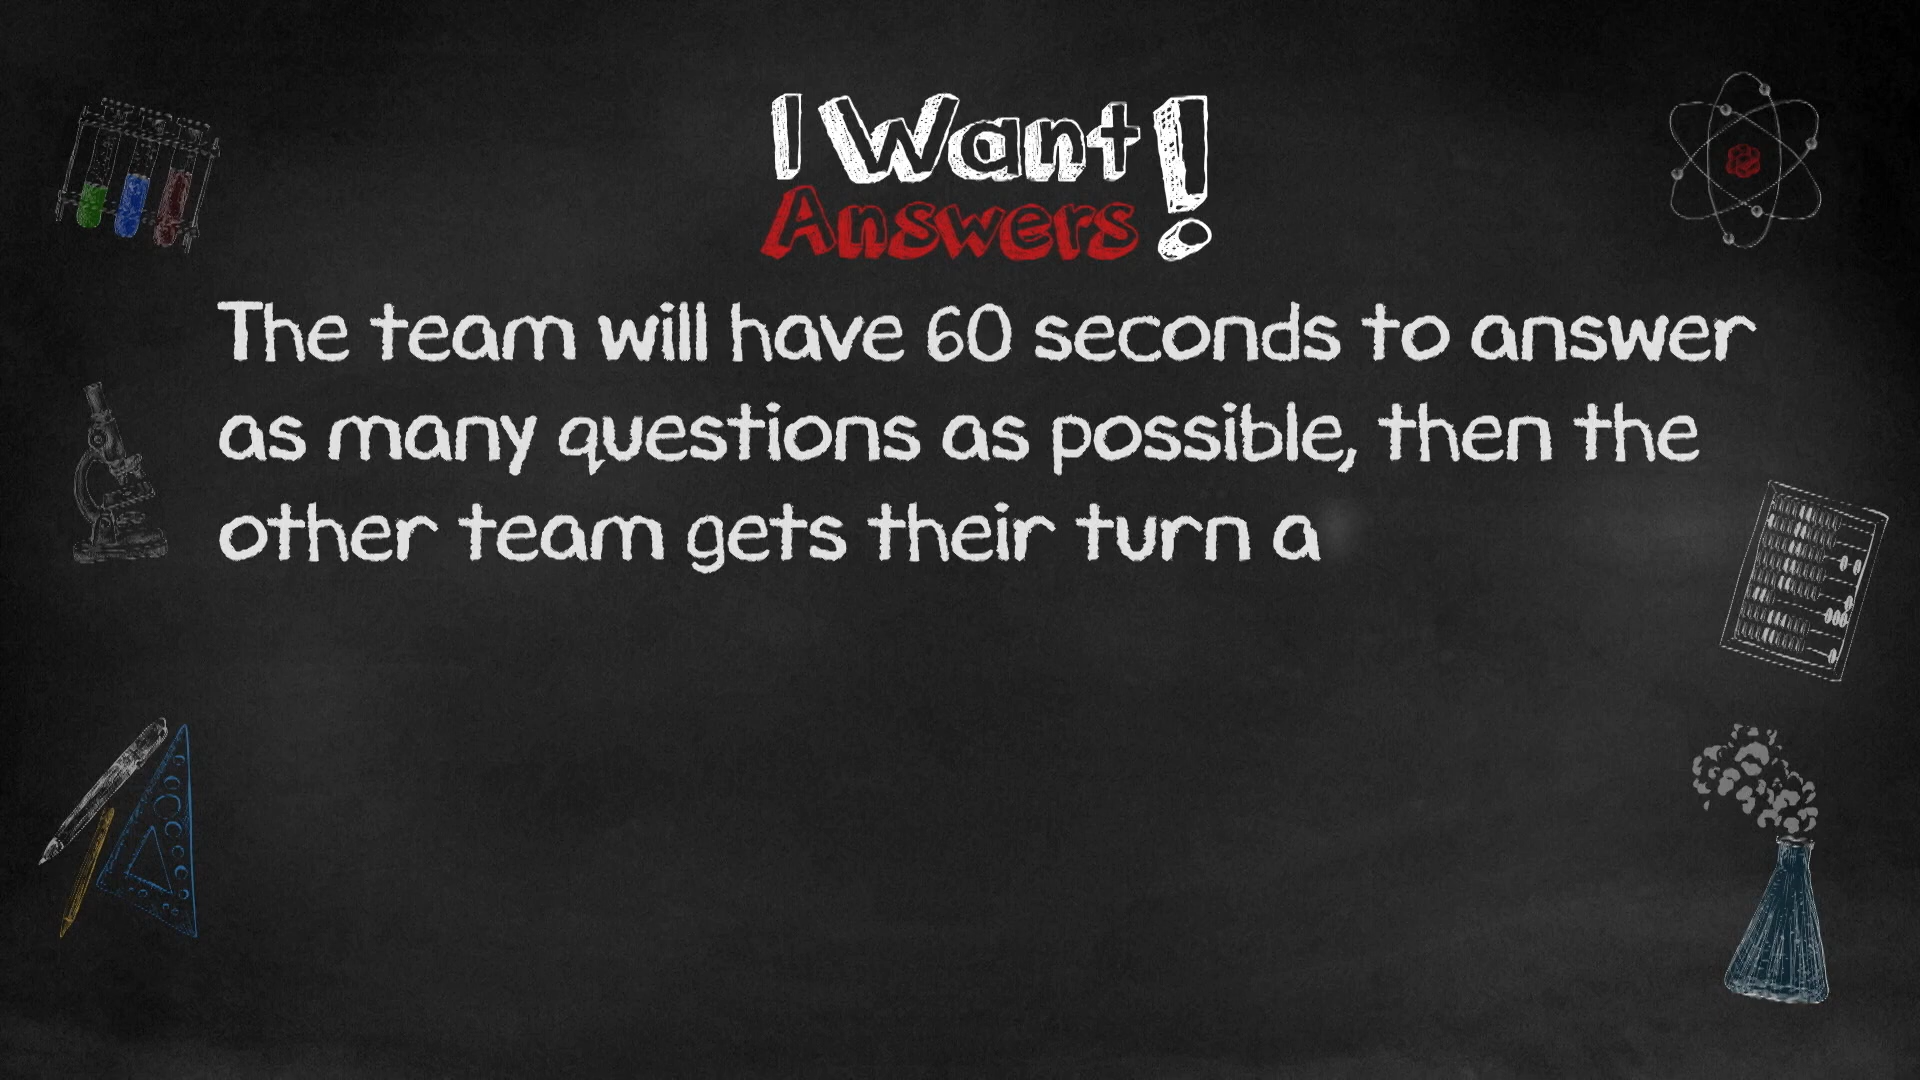 I Want!
Answers
The team will have 60 seconds to answer
as many questions as possible, then the
other team gets their turn a